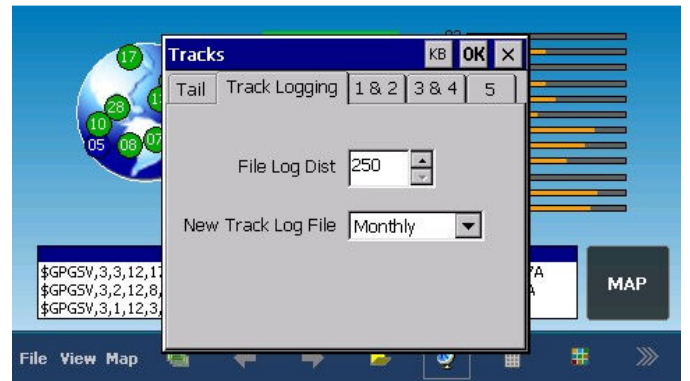 17
Tracks KB OK ×
Tail Track Logging 1 & 2 3 & 4 5
28
10
05 08 07
File Log Dist 250
New Track Log File Monthly
$GPGSV,3,3,12,17 7A
$GPGSV,3,2,12,8,
$GPGSV,3,1,12,3,
MAP
File View Map